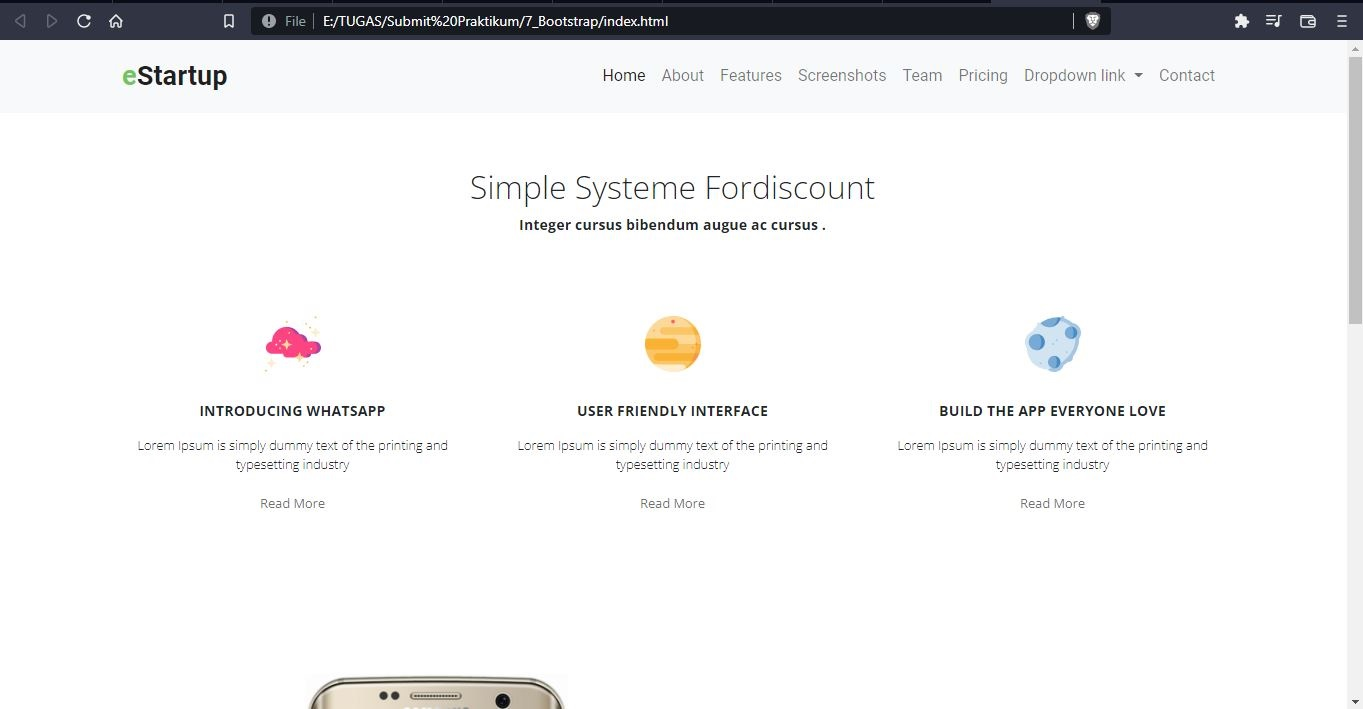 File E:/TUGAS/Submit%20Praktikum/7_Bootstrap/index.html
eStartup Home About Features Screenshots Team Pricing Dropdown link Contact
Simple Systeme Fordiscount
Integer cursus bibendum augue ac cursus .
INTRODUCING WHATSAPP
Lorem Ipsum is simply dummy text of the printing and
typesetting industry
Read More
USER FRIENDLY INTERFACE
Lorem Ipsum is simply dummy text of the printing and
typesetting industry
Read More
BUILD THE APP EVERYONE LOVE
Lorem Ipsum is simply dummy text of the printing and
typesetting industry
Read More